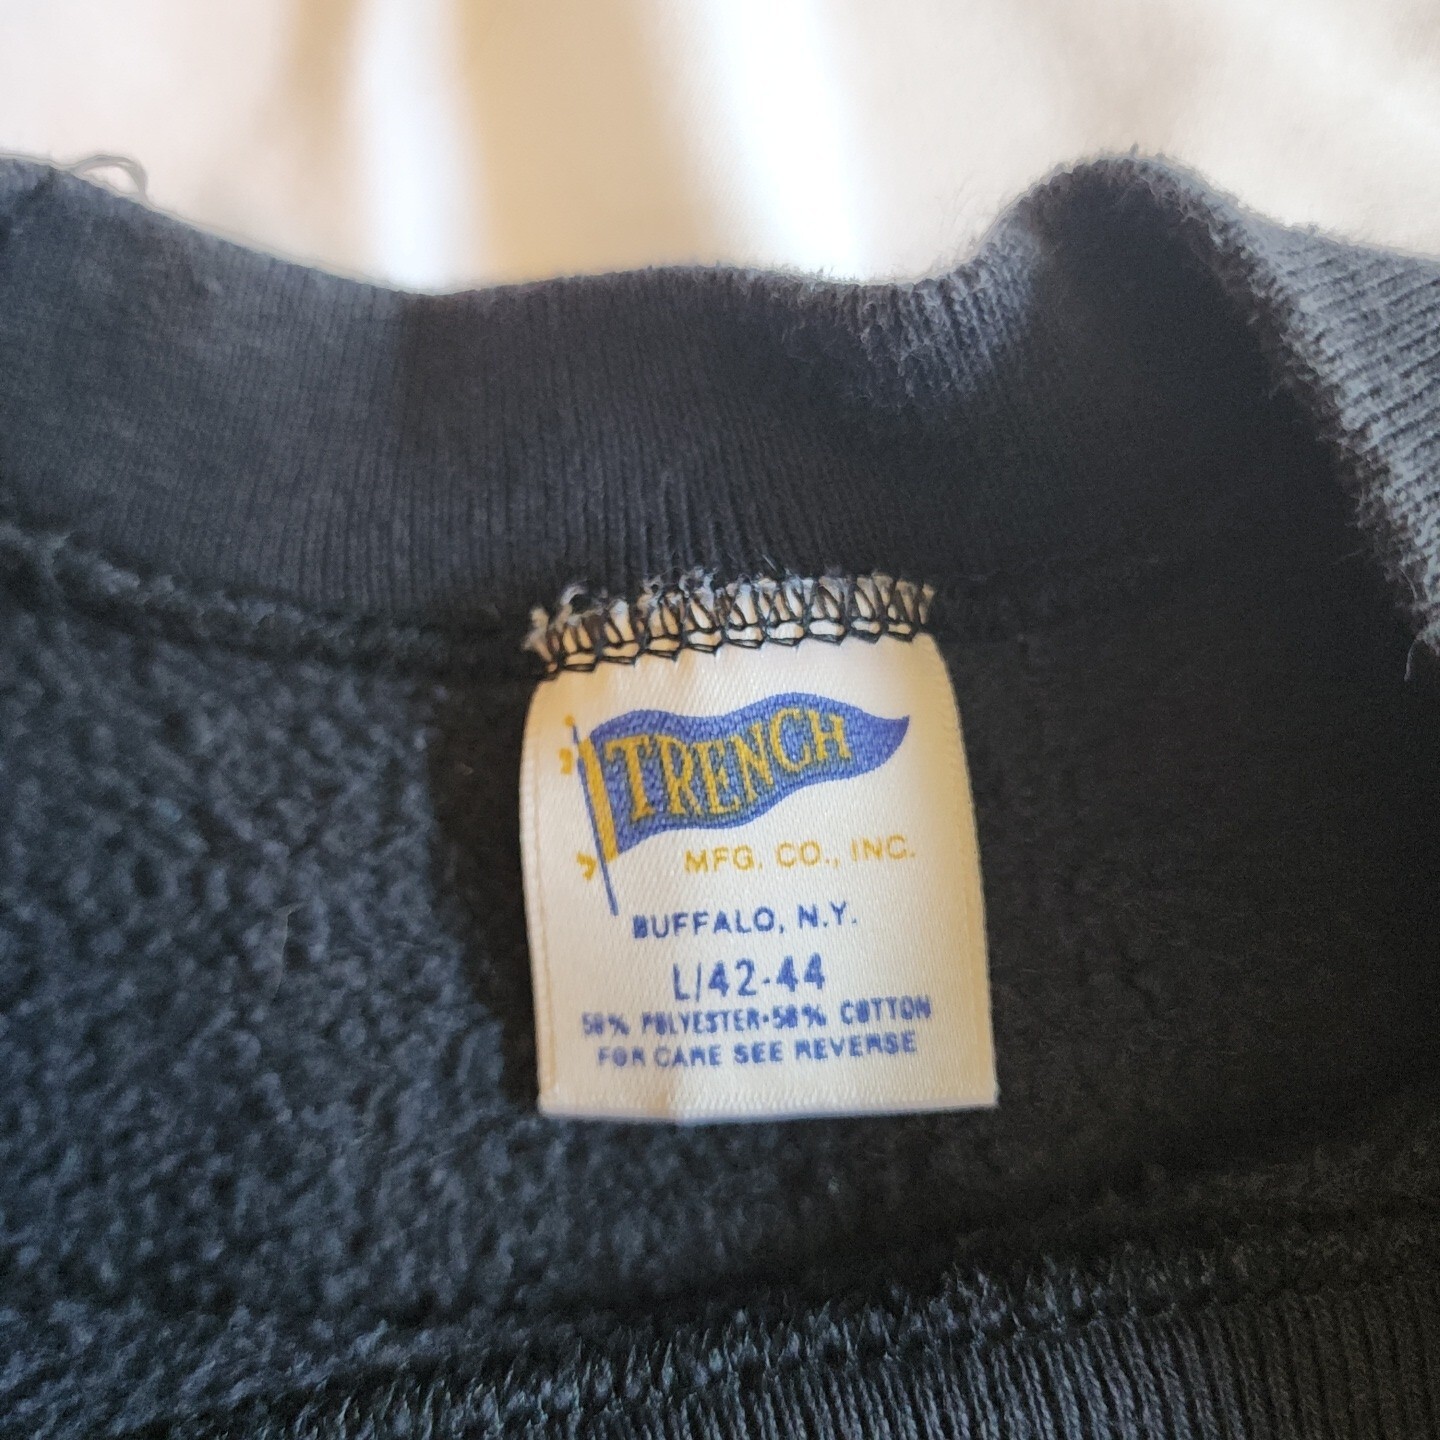 TRENCH
MFG. CO., INC.
BUFFALO, N.Y.
L/42-44
50% POLYESTER•50% COTTON
FOR CARE SEE REVERSE